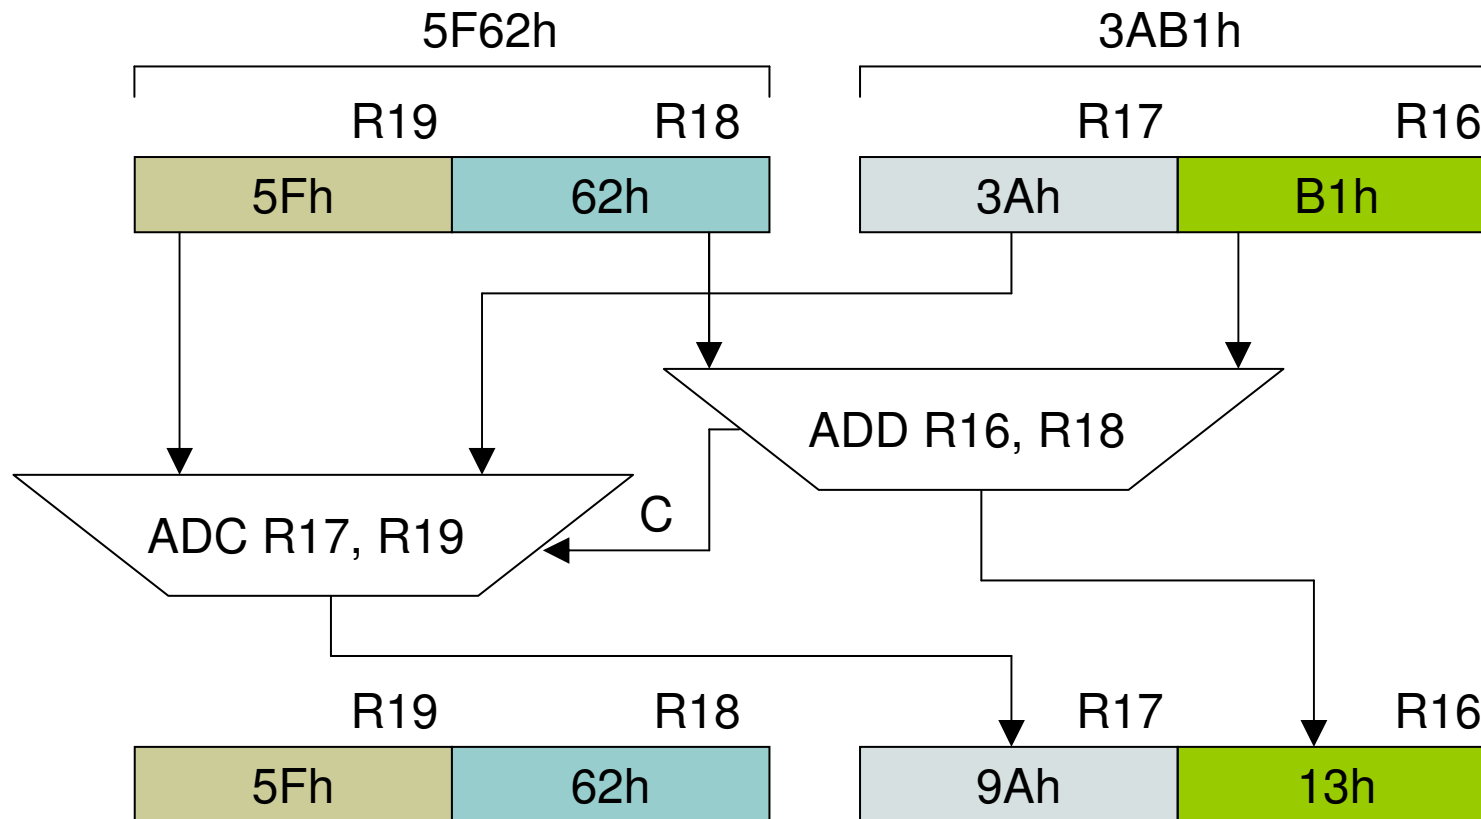 5F62h 3AB1h
R19 R18 R17 R16
5Fh 62h 3Ah B1h
ADD R16, R18
C
ADC R17, R19
R19 R18 R17 R16
5Fh 62h 9Ah 13h